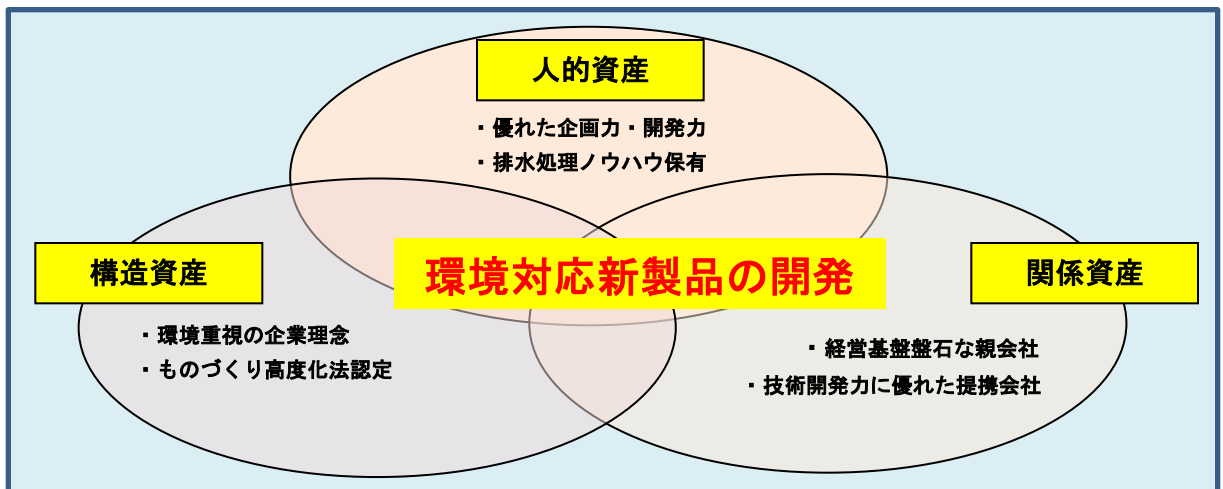 人的資産
・優れた企画力・開発力
・排水処理ノウハウ保有
環境対応新製品の開発
構造資産
・環境重視の企業理念
・ものづくり高度化法認定
関係資産
・経営基盤盤石な親会社
・技術開発力に優れた提携会社